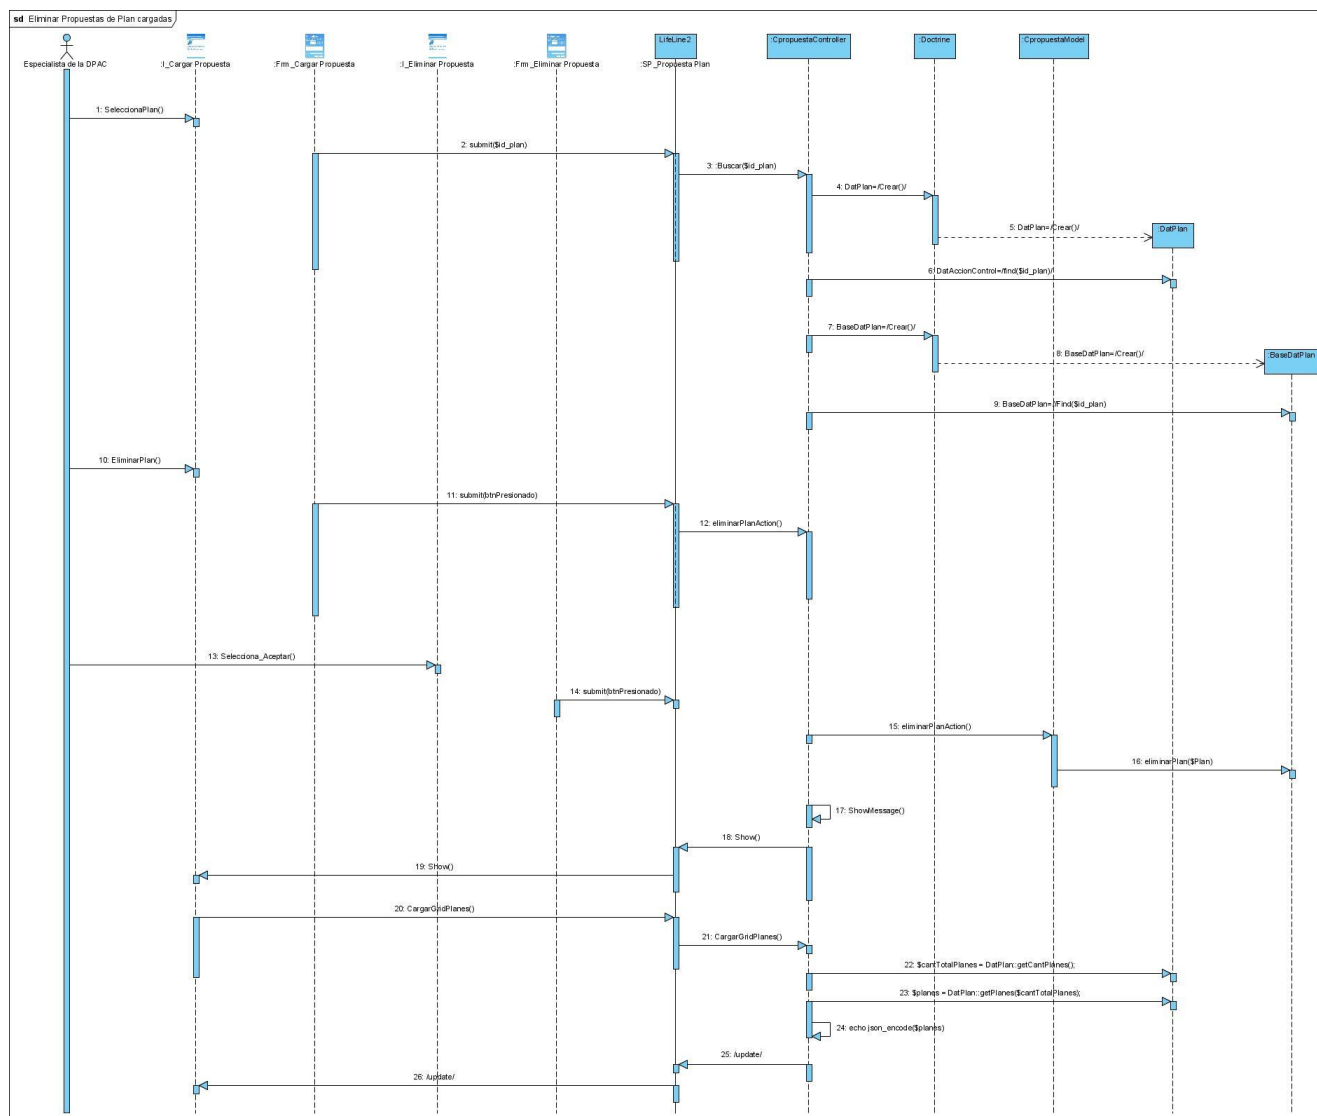 sd Eliminar Propuestas de Plan cargadas
Especialista de la DPAC
:I_Cargar Propuesta
:Frm_Cargar Propuesta
:I_Eliminar Propuesta
:Frm_Eliminar Propuesta
LifeLine2
:SP_Propuesta Plan
:CpropuestaController
:Doctrine
:CpropuestaModel
1: SeleccionaPlan()
2: submit($id_plan)
3: :Buscar($id_plan)
4: DatPlan=/Crear()/
5: DatPlan=/Crear()/
:DatPlan
6: DatAccionControl=/find($id_plan)/
7: BaseDatPlan=/Crear()/
8: BaseDatPlan=/Crear()/
:BaseDatPlan
9: BaseDatPlan=/Find($id_plan)
10: EliminarPlan()
11: submit(btnPresionado)
12: eliminarPlanAction()
13: Selecciona_Aceptar()
14: submit(btnPresionado)
15: eliminarPlanAction()
16: eliminarPlan($Plan)
17: ShowMessage()
18: Show()
19: Show()
20: CargarGridPlanes()
21: CargarGridPlanes()
22: $cantTotalPlanes = DatPlan::getCantPlanes();
23: $planes = DatPlan::getPlanes($cantTotalPlanes);
24: echo json_encode($planes)
25: /update/
26: /update/